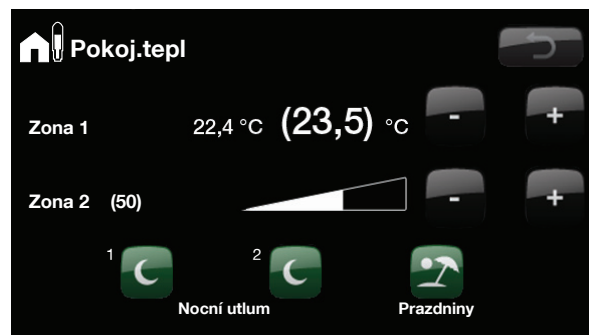 Pokoj.tepl
Zona 1 22,4 °C (23,5) °C - +
Zona 2 (50) - +
1 2
Nocní utlum Prazdniny